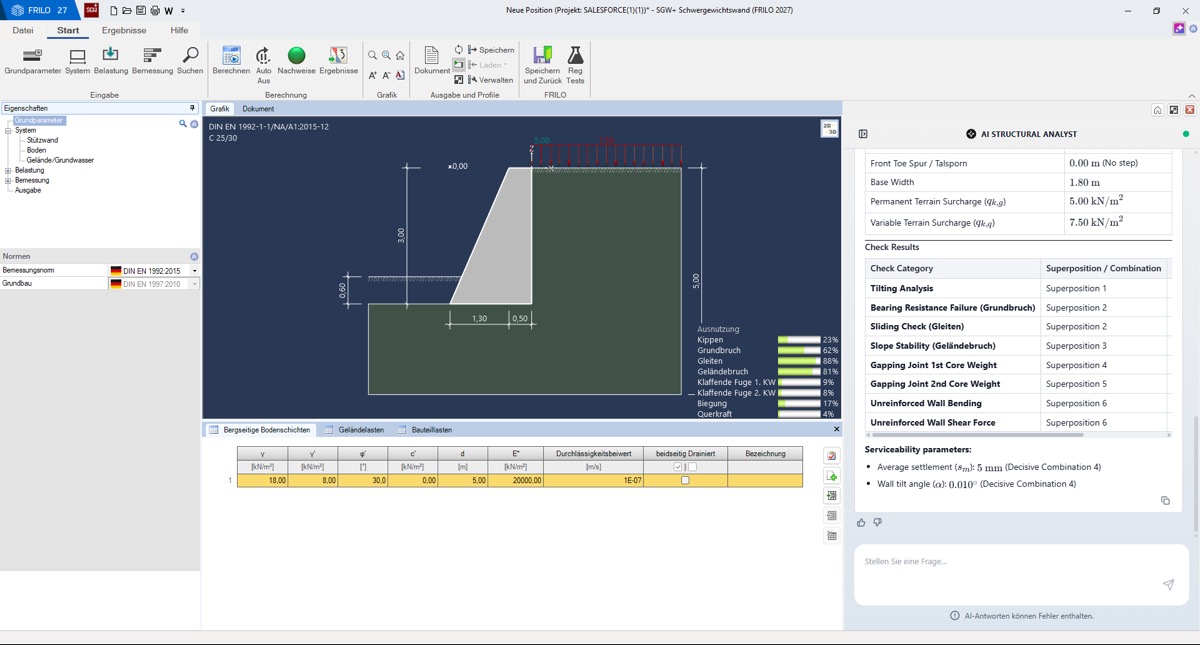 FRILO 27
SGW+
W
Neue Position (Projekt: SALESFORCE(1)(1))* - SGW+ Schwergewichtswand (FRILO 2027)
Datei Start Ergebnisse Hilfe
Grundparameter System Belastung Bemessung Suchen
Eingabe
Berechnen Auto Aus Nachweise Ergebnisse
Berechnung
Grafik
Dokument
Speichern
Laden
Verwalten
Ausgabe und Profile
Speichern und Zurück
Reg Tests
FRILO
Eigenschaften
Grundparameter
System
Stützwand
Boden
Gelände/Grundwasser
Belastung
Bemessung
Ausgabe
Normen
Bemessungsnorm DIN EN 1992:2015
Grundbau DIN EN 1997:2010
Grafik Dokument
DIN EN 1992-1-1/NA/A1:2015-12
C 25/30
2D
3D
5,00
Z
±0,00
3,00
0,60
1,30 0,50
5,00
Ausnutzung
Kippen 23%
Grundbruch 62%
Gleiten 88%
Geländebruch 81%
Klaffende Fuge 1. KW 9%
Klaffende Fuge 2. KW 8%
Biegung 17%
Querkraft 4%
Bergseitige Bodenschichten Geländelasten Bauteillasten
γ γ' φ' c' d E* Durchlässigkeitsbeiwert beidseitig Drainiert Bezeichnung
[kN/m³] [kN/m³] [°] [kN/m²] [m] [kN/m²] [m/s]
1 18,00 8,00 30,0 0,00 5,00 20000,00 1E-07
AI STRUCTURAL ANALYST
Front Toe Spur / Talsporn 0.00 m (No step)
Base Width 1.80 m
Permanent Terrain Surcharge (qk,g) 5.00 kN/m²
Variable Terrain Surcharge (qk,q) 7.50 kN/m²
Check Results
Check Category Superposition / Combination
Tilting Analysis Superposition 1
Bearing Resistance Failure (Grundbruch) Superposition 2
Sliding Check (Gleiten) Superposition 2
Slope Stability (Geländebruch) Superposition 3
Gapping Joint 1st Core Weight Superposition 4
Gapping Joint 2nd Core Weight Superposition 5
Unreinforced Wall Bending Superposition 6
Unreinforced Wall Shear Force Superposition 6
Serviceability parameters:
• Average settlement (sm): 5 mm (Decisive Combination 4)
• Wall tilt angle (α): 0.010° (Decisive Combination 4)
Stellen Sie eine Frage...
AI-Antworten können Fehler enthalten.